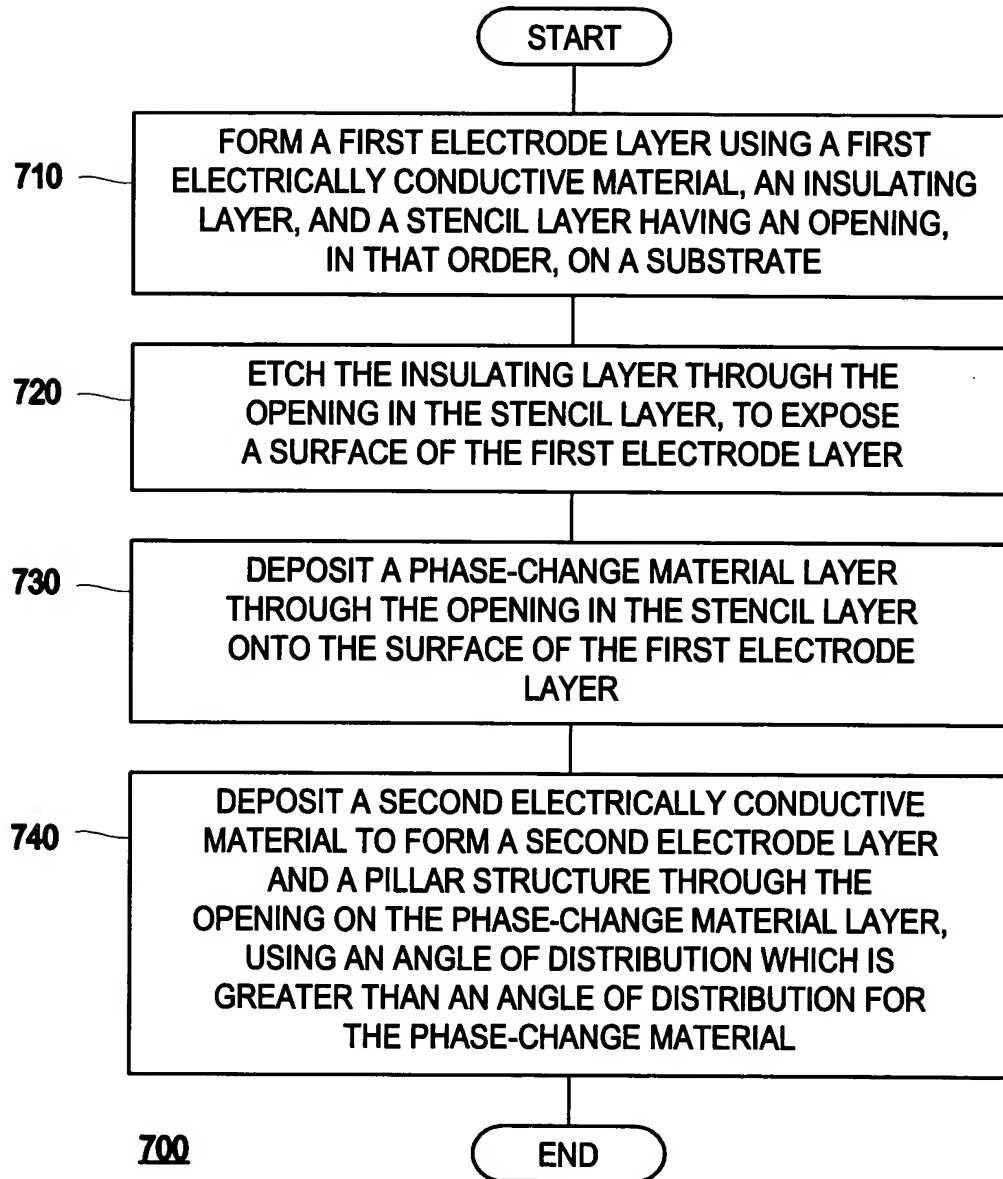 START
710
FORM A FIRST ELECTRODE LAYER USING A FIRST
ELECTRICALLY CONDUCTIVE MATERIAL, AN INSULATING
LAYER, AND A STENCIL LAYER HAVING AN OPENING,
IN THAT ORDER, ON A SUBSTRATE
720
ETCH THE INSULATING LAYER THROUGH THE
OPENING IN THE STENCIL LAYER, TO EXPOSE
A SURFACE OF THE FIRST ELECTRODE LAYER
730
DEPOSIT A PHASE-CHANGE MATERIAL LAYER
THROUGH THE OPENING IN THE STENCIL LAYER
ONTO THE SURFACE OF THE FIRST ELECTRODE
LAYER
740
DEPOSIT A SECOND ELECTRICALLY CONDUCTIVE
MATERIAL TO FORM A SECOND ELECTRODE LAYER
AND A PILLAR STRUCTURE THROUGH THE
OPENING ON THE PHASE-CHANGE MATERIAL LAYER,
USING AN ANGLE OF DISTRIBUTION WHICH IS
GREATER THAN AN ANGLE OF DISTRIBUTION FOR
THE PHASE-CHANGE MATERIAL
700
END